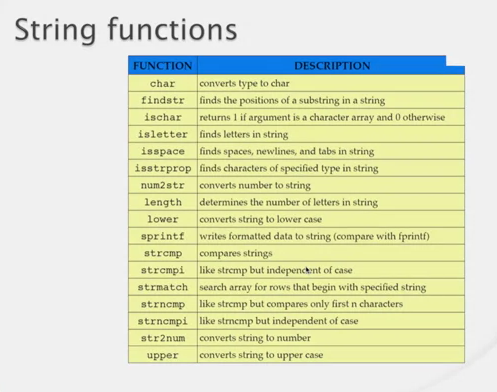 String functions
FUNCTION DESCRIPTION
char converts type to char
findstr finds the positions of a substring in a string
ischar returns 1 if argument is a character array and 0 otherwise
isletter finds letters in string
isspace finds spaces, newlines, and tabs in string
isstrprop finds characters of specified type in string
num2str converts number to string
length determines the number of letters in string
lower converts string to lower case
sprintf writes formatted data to string (compare with fprintf)
strcmp compares strings
strcmpi like strcmp but independent of case
strmatch search array for rows that begin with specified string
strncmp like strcmp but compares only first n characters
strncmpi like strncmp but independent of case
str2num converts string to number
upper converts string to upper case